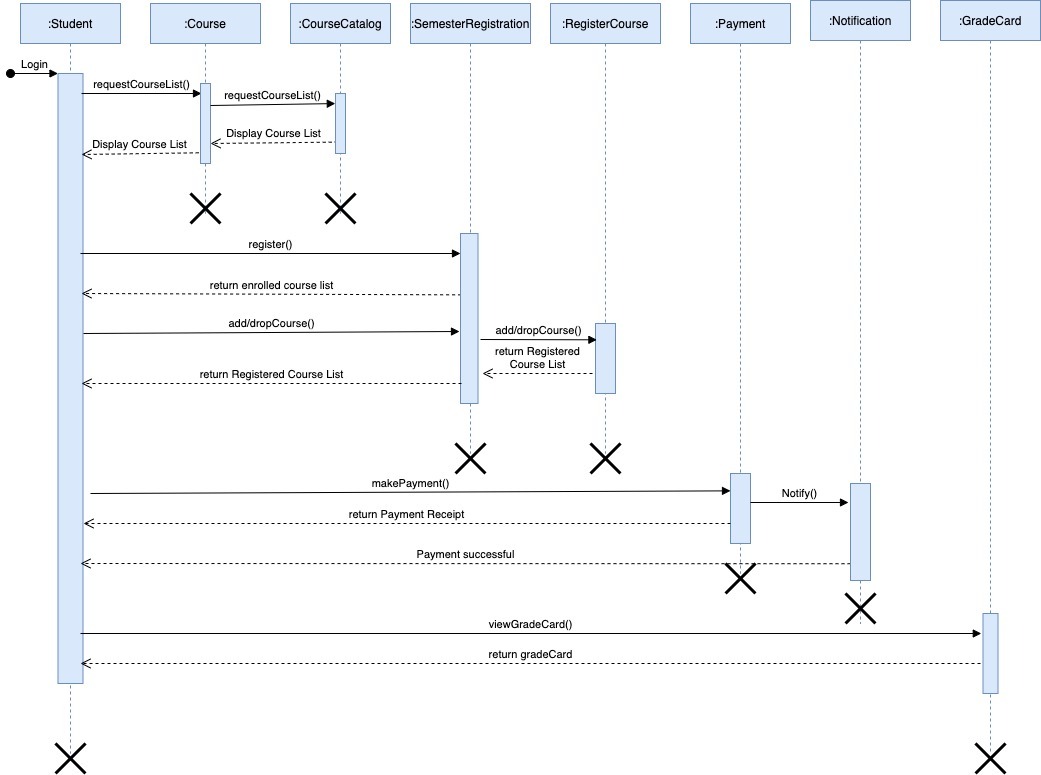 :Student
:Course
:CourseCatalog
:SemesterRegistration
:RegisterCourse
:Payment
:Notification
:GradeCard
Login
requestCourseList()
requestCourseList()
Display Course List
Display Course List
register()
return enrolled course list
add/dropCourse()
add/dropCourse()
return Registered
Course List
return Registered Course List
makePayment()
Notify()
return Payment Receipt
Payment successful
viewGradeCard()
return gradeCard